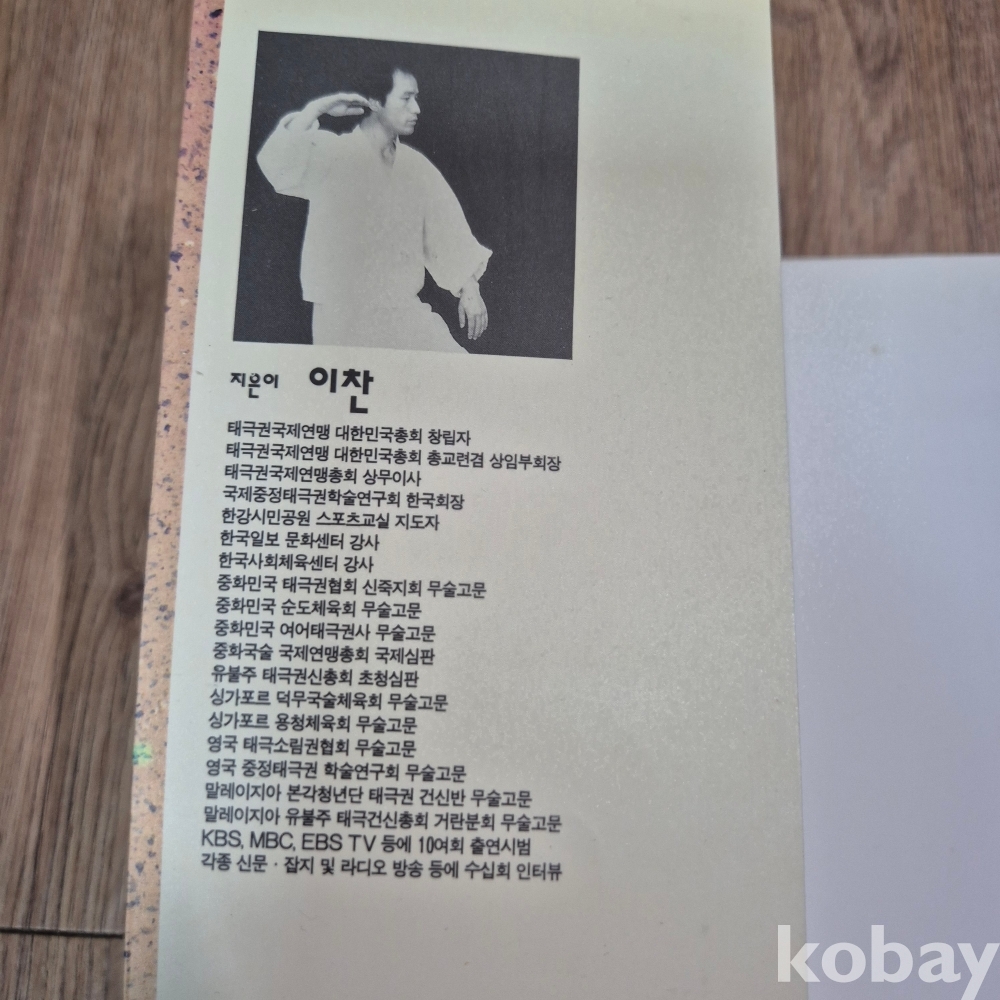 지은이 이찬
태극권국제연맹 대한민국총회 창립자
태극권국제연맹 대한민국총회 총교련겸 상임부회장
태극권국제연맹총회 상무이사
국제중정태극권학술연구회 한국회장
한강시민공원 스포츠교실 지도자
한국일보 문화센터 강사
한국사회체육센터 강사
중화민국 태극권협회 신죽지회 무술고문
중화민국 순도체육회 무술고문
중화민국 여어태극권사 무술고문
중화국술 국제연맹총회 국제심판
유불주 태극권신총회 초청심판
싱가포르 덕무국술체육회 무술고문
싱가포르 용청체육회 무술고문
영국 태극소림권협회 무술고문
영국 중정태극권 학술연구회 무술고문
말레이지아 본각청년단 태극권 건신반 무술고문
말레이지아 유불주 태극건신총회 거란분회 무술고문
KBS, MBC, EBS TV 등에 10여회 출연시범
각종 신문·잡지 및 라디오 방송 등에 수십회 인터뷰
kobay